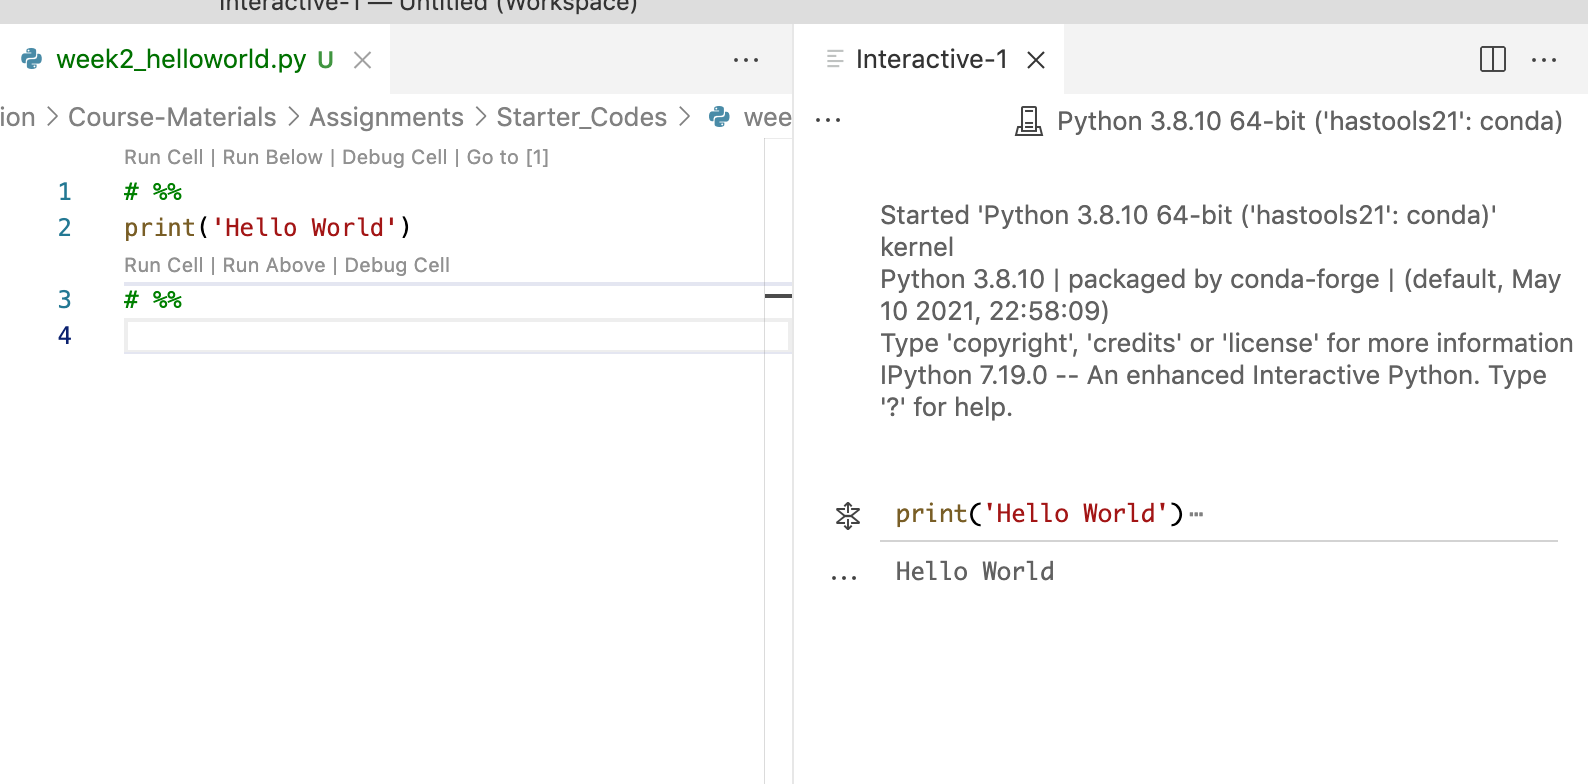 Interactive-1 — Untitled (Workspace)
week2_helloworld.py U
ion > Course-Materials > Assignments > Starter_Codes > wee
Run Cell | Run Below | Debug Cell | Go to [1]
1 # %%
2 print('Hello World')
Run Cell | Run Above | Debug Cell
3 # %%
4
Interactive-1
... Python 3.8.10 64-bit ('hastools21': conda)
Started 'Python 3.8.10 64-bit ('hastools21': conda)'
kernel
Python 3.8.10 | packaged by conda-forge | (default, May
10 2021, 22:58:09)
Type 'copyright', 'credits' or 'license' for more information
IPython 7.19.0 -- An enhanced Interactive Python. Type
'?' for help.
print('Hello World')...
... Hello World